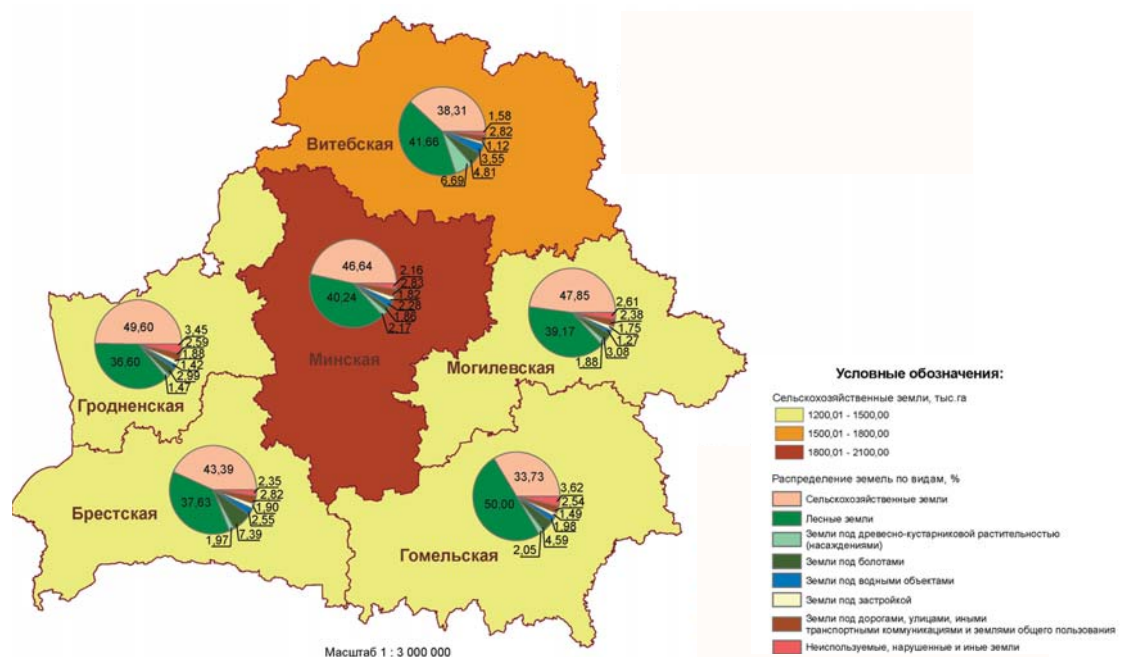 38,31
1,58
2,82
1,12
3,55
4,81
6,69
41,66
Витебская
46,64
2,16
2,83
1,82
2,28
1,86
2,17
40,24
Минская
47,85
2,61
2,38
1,75
1,27
3,08
1,88
39,17
Могилевская
49,60
3,45
2,59
1,88
1,42
2,99
1,47
36,60
Гродненская
43,39
2,35
2,82
1,90
2,55
7,39
1,97
37,63
Брестская
33,73
3,62
2,54
1,49
1,98
4,59
2,05
50,00
Гомельская
Масштаб 1 : 3 000 000
Условные обозначения:
Сельскохозяйственные земли, тыс.га
1200,01 - 1500,00
1500,01 - 1800,00
1800,01 - 2100,00
Распределение земель по видам, %
Сельскохозяйственные земли
Лесные земли
Земли под древесно-кустарниковой растительностью
(насаждениями)
Земли под болотами
Земли под водными объектами
Земли под застройкой
Земли под дорогами, улицами, иными
транспортными коммуникациями и землями общего пользования
Неиспользуемые, нарушенные и иные земли